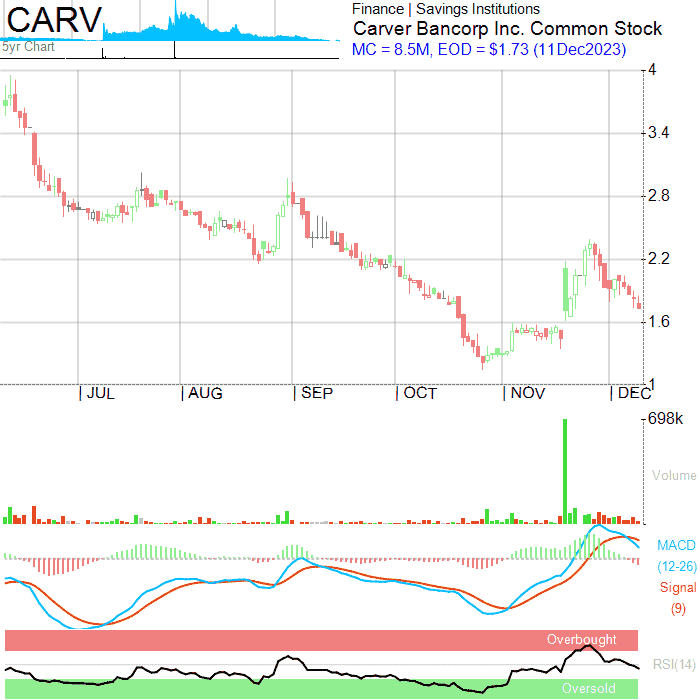 CARV
5yr Chart
Finance | Savings Institutions
Carver Bancorp Inc. Common Stock
MC = 8.5M, EOD = $1.73 (11Dec2023)
4
3.4
2.8
2.2
1.6
1
| JUL | AUG | SEP | OCT | NOV | DEC
698k
Volume
MACD
(12-26)
Signal
(9)
Overbought
RSI(14)
Oversold